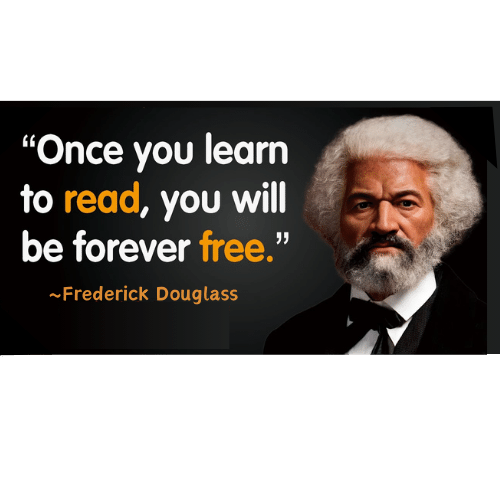 “Once you learn
to read, you will
be forever free.”
~Frederick Douglass